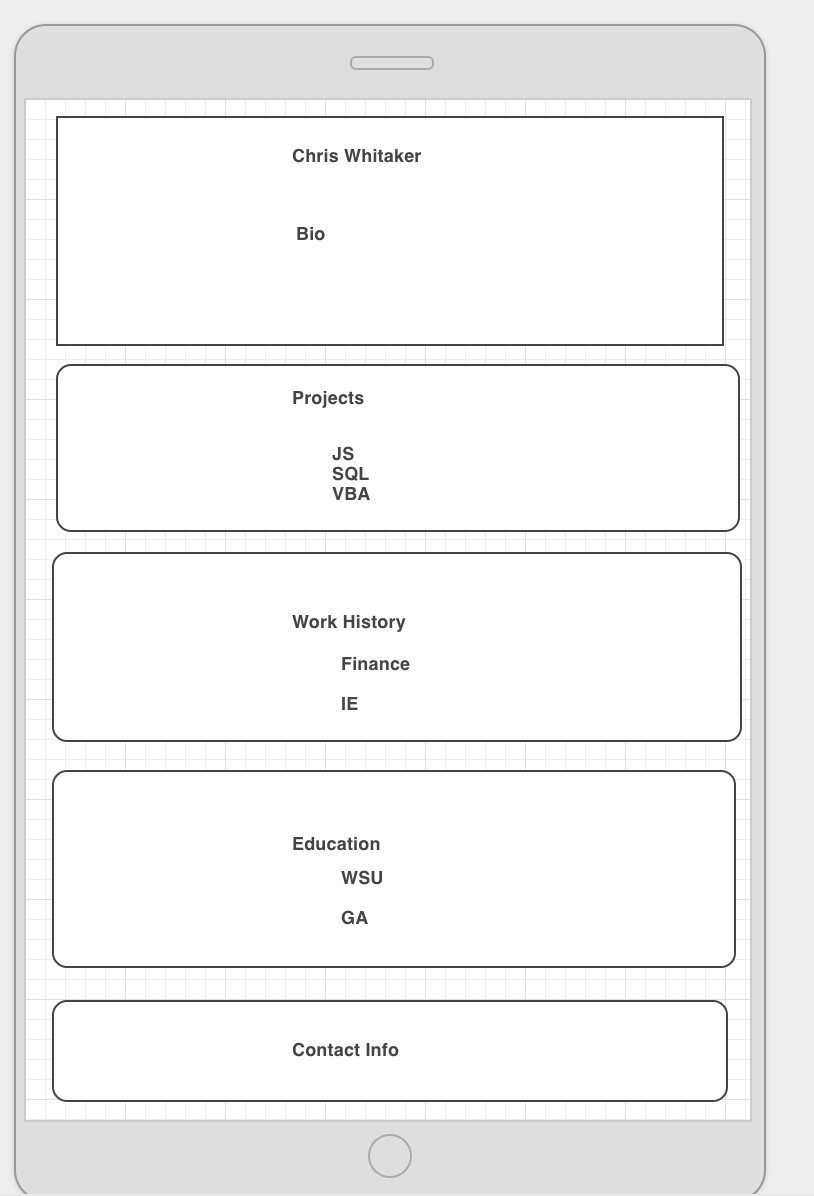 Chris Whitaker
Bio
Projects
JS
SQL
VBA
Work History
Finance
IE
Education
WSU
GA
Contact Info